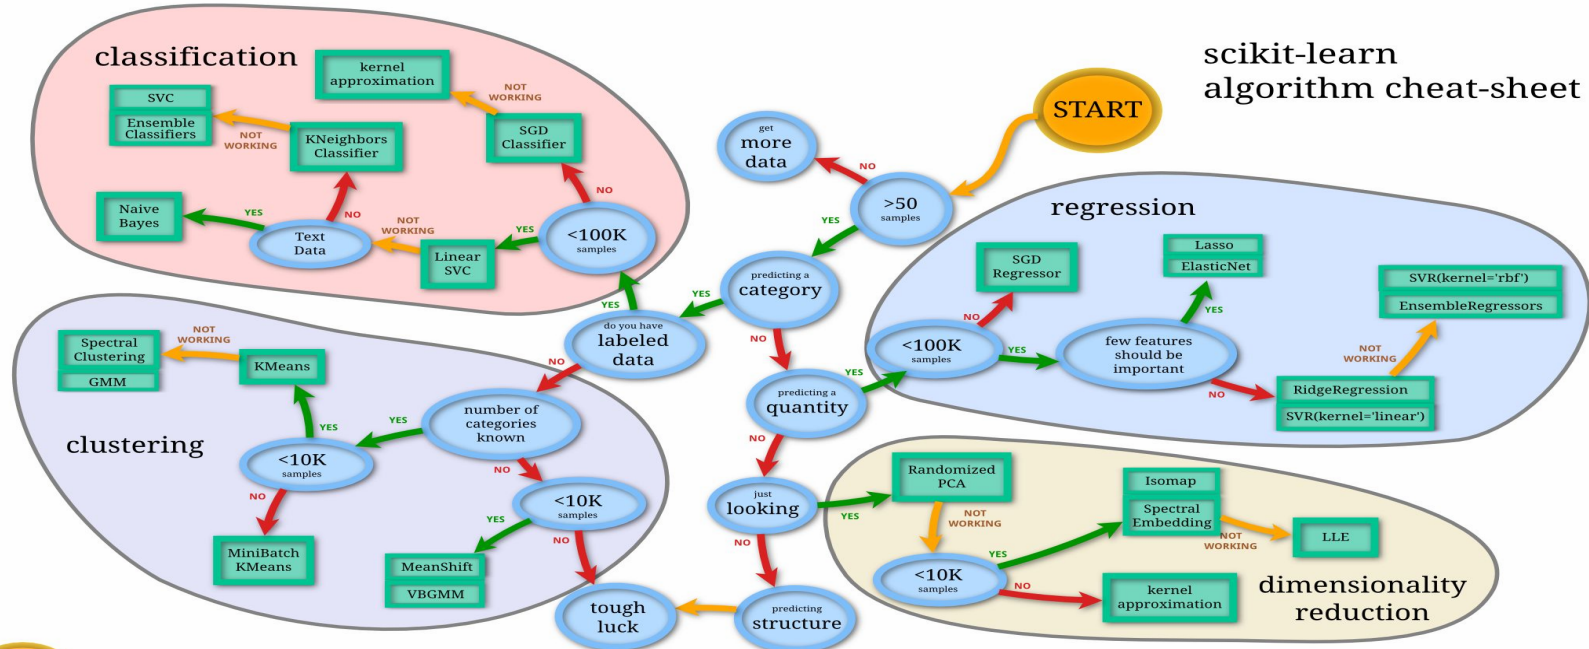 scikit-learn
algorithm cheat-sheet
START
classification
kernel
approximation
NOT
WORKING
SVC
Ensemble
Classifiers
NOT
WORKING
KNeighbors
Classifier
SGD
Classifier
NO
Naive
Bayes
YES
Text
Data
NO
NOT
WORKING
Linear
SVC
YES
<100K
samples
YES
get
more
data
NO
>50
samples
YES
predicting a
category
YES
NO
do you have
labeled
data
NO
predicting a
quantity
YES
NO
just
looking
YES
NO
predicting
structure
tough
luck
regression
SGD
Regressor
NO
<100K
samples
YES
Lasso
ElasticNet
YES
few features
should be
important
NO
SVR(kernel='rbf')
EnsembleRegressors
NOT
WORKING
RidgeRegression
SVR(kernel='linear')
clustering
Spectral
Clustering
GMM
NOT
WORKING
KMeans
YES
<10K
samples
NO
MiniBatch
KMeans
number of
categories
known
YES
NO
<10K
samples
YES
NO
MeanShift
VBGMM
dimensionality
reduction
Randomized
PCA
NOT
WORKING
<10K
samples
YES
NO
Isomap
Spectral
Embedding
NOT
WORKING
LLE
kernel
approximation